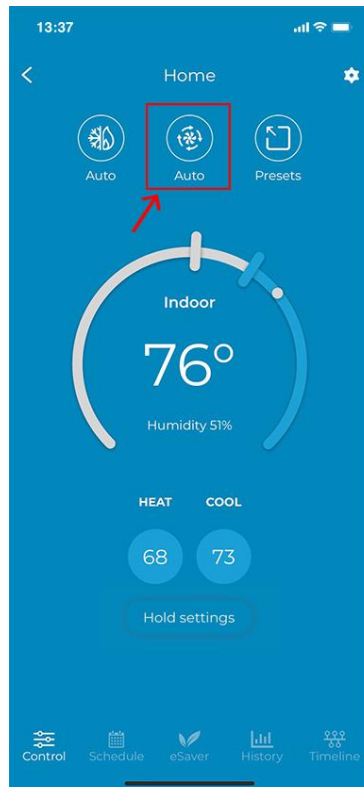 13:37
Home
Auto Auto Presets
Indoor
76°
Humidity 51%
HEAT COOL
68 73
Hold settings
Control Schedule eSaver History Timeline